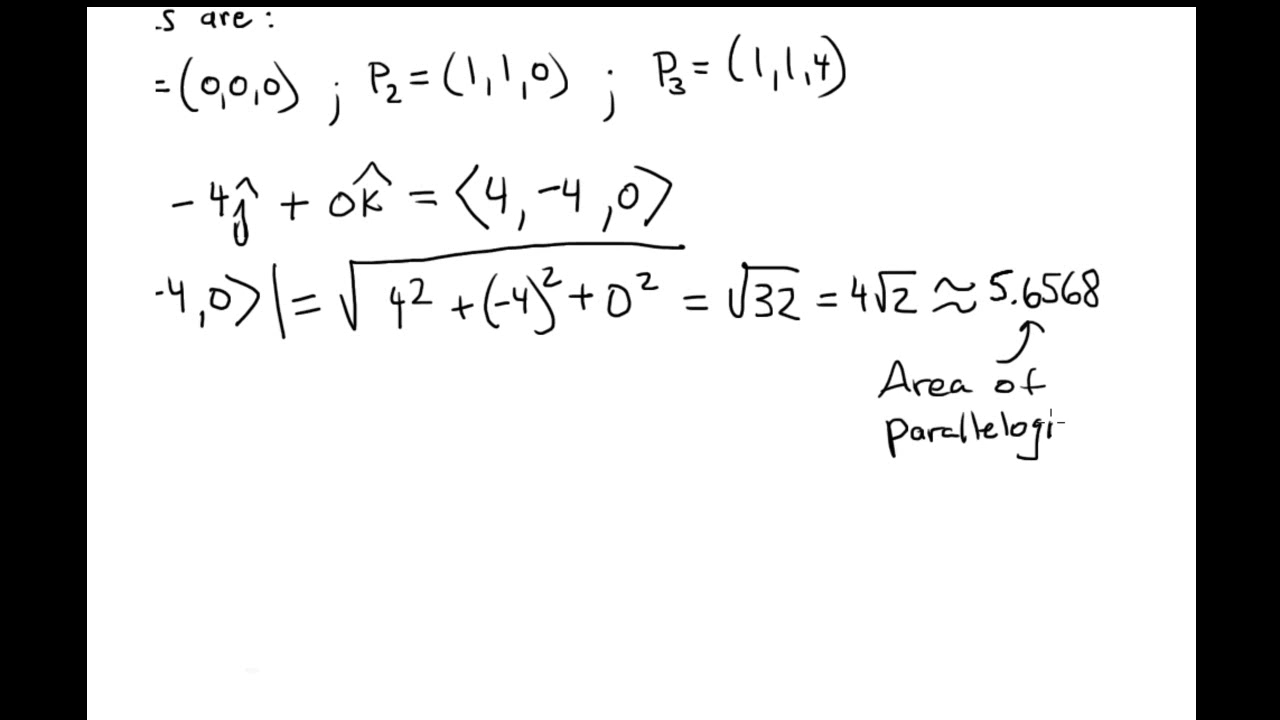 .s are :
= (0,0,0) ; P₂ = (1,1,0) ; P₃ = (1,1,4)
- 4ĵ + 0k̂ = ⟨4, -4, 0⟩
-4, 0⟩| = √(4² + (-4)² + 0²) = √32 = 4√2 ≈ 5.6568
Area of
parallelogr